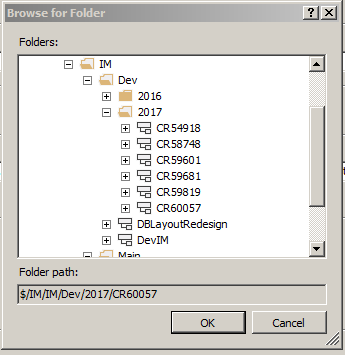 Browse for Folder
Folders:
IM
Dev
2016
2017
CR54918
CR58748
CR59601
CR59681
CR59819
CR60057
DBLayoutRedesign
DevIM
Main
Folder path:
$/IM/IM/Dev/2017/CR60057
OK Cancel